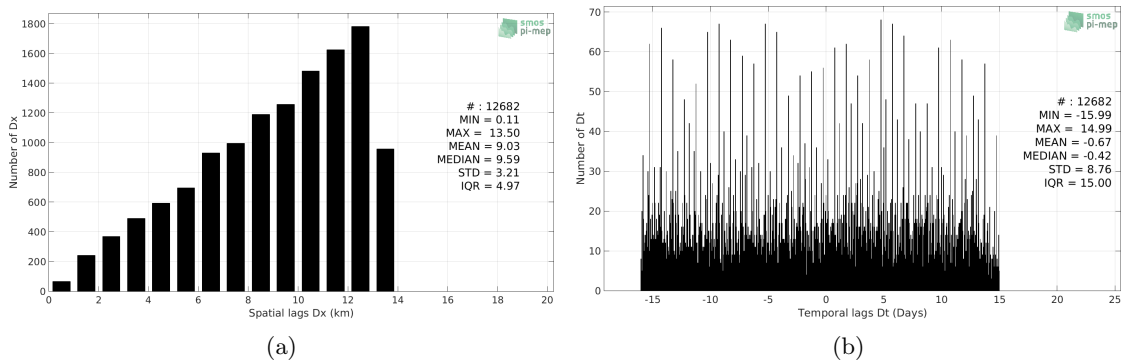 1800
1600
1400
1200
1000
800
600
400
200
0
Number of Dx
0 2 4 6 8 10 12 14 16 18 20
Spatial lags Dx (km)
smos
pi-mep
# : 12682
MIN = 0.11
MAX = 13.50
MEAN = 9.03
MEDIAN = 9.59
STD = 3.21
IQR = 4.97
(a)
70
60
50
40
30
20
10
0
Number of Dt
-15 -10 -5 0 5 10 15 20 25
Temporal lags Dt (Days)
smos
pi-mep
# : 12682
MIN = -15.99
MAX = 14.99
MEAN = -0.67
MEDIAN = -0.42
STD = 8.76
IQR = 15.00
(b)